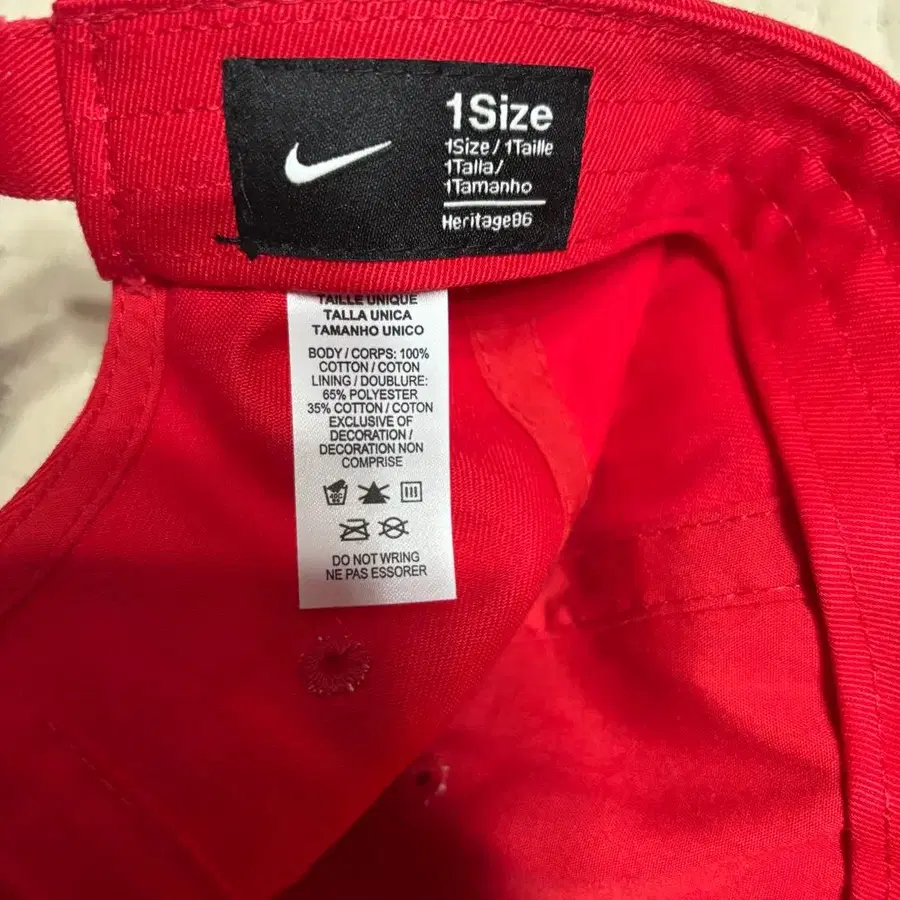 1Size
1Size / 1Taille
1Talla/
1Tamanho
Heritage86
TAILLE UNIQUE
TALLA UNICA
TAMANHO UNICO
BODY / CORPS: 100%
COTTON / COTON
LINING / DOUBLURE:
65% POLYESTER
35% COTTON / COTON
EXCLUSIVE OF
DECORATION /
DECORATION NON
COMPRISE
DO NOT WRING
NE PAS ESSORER